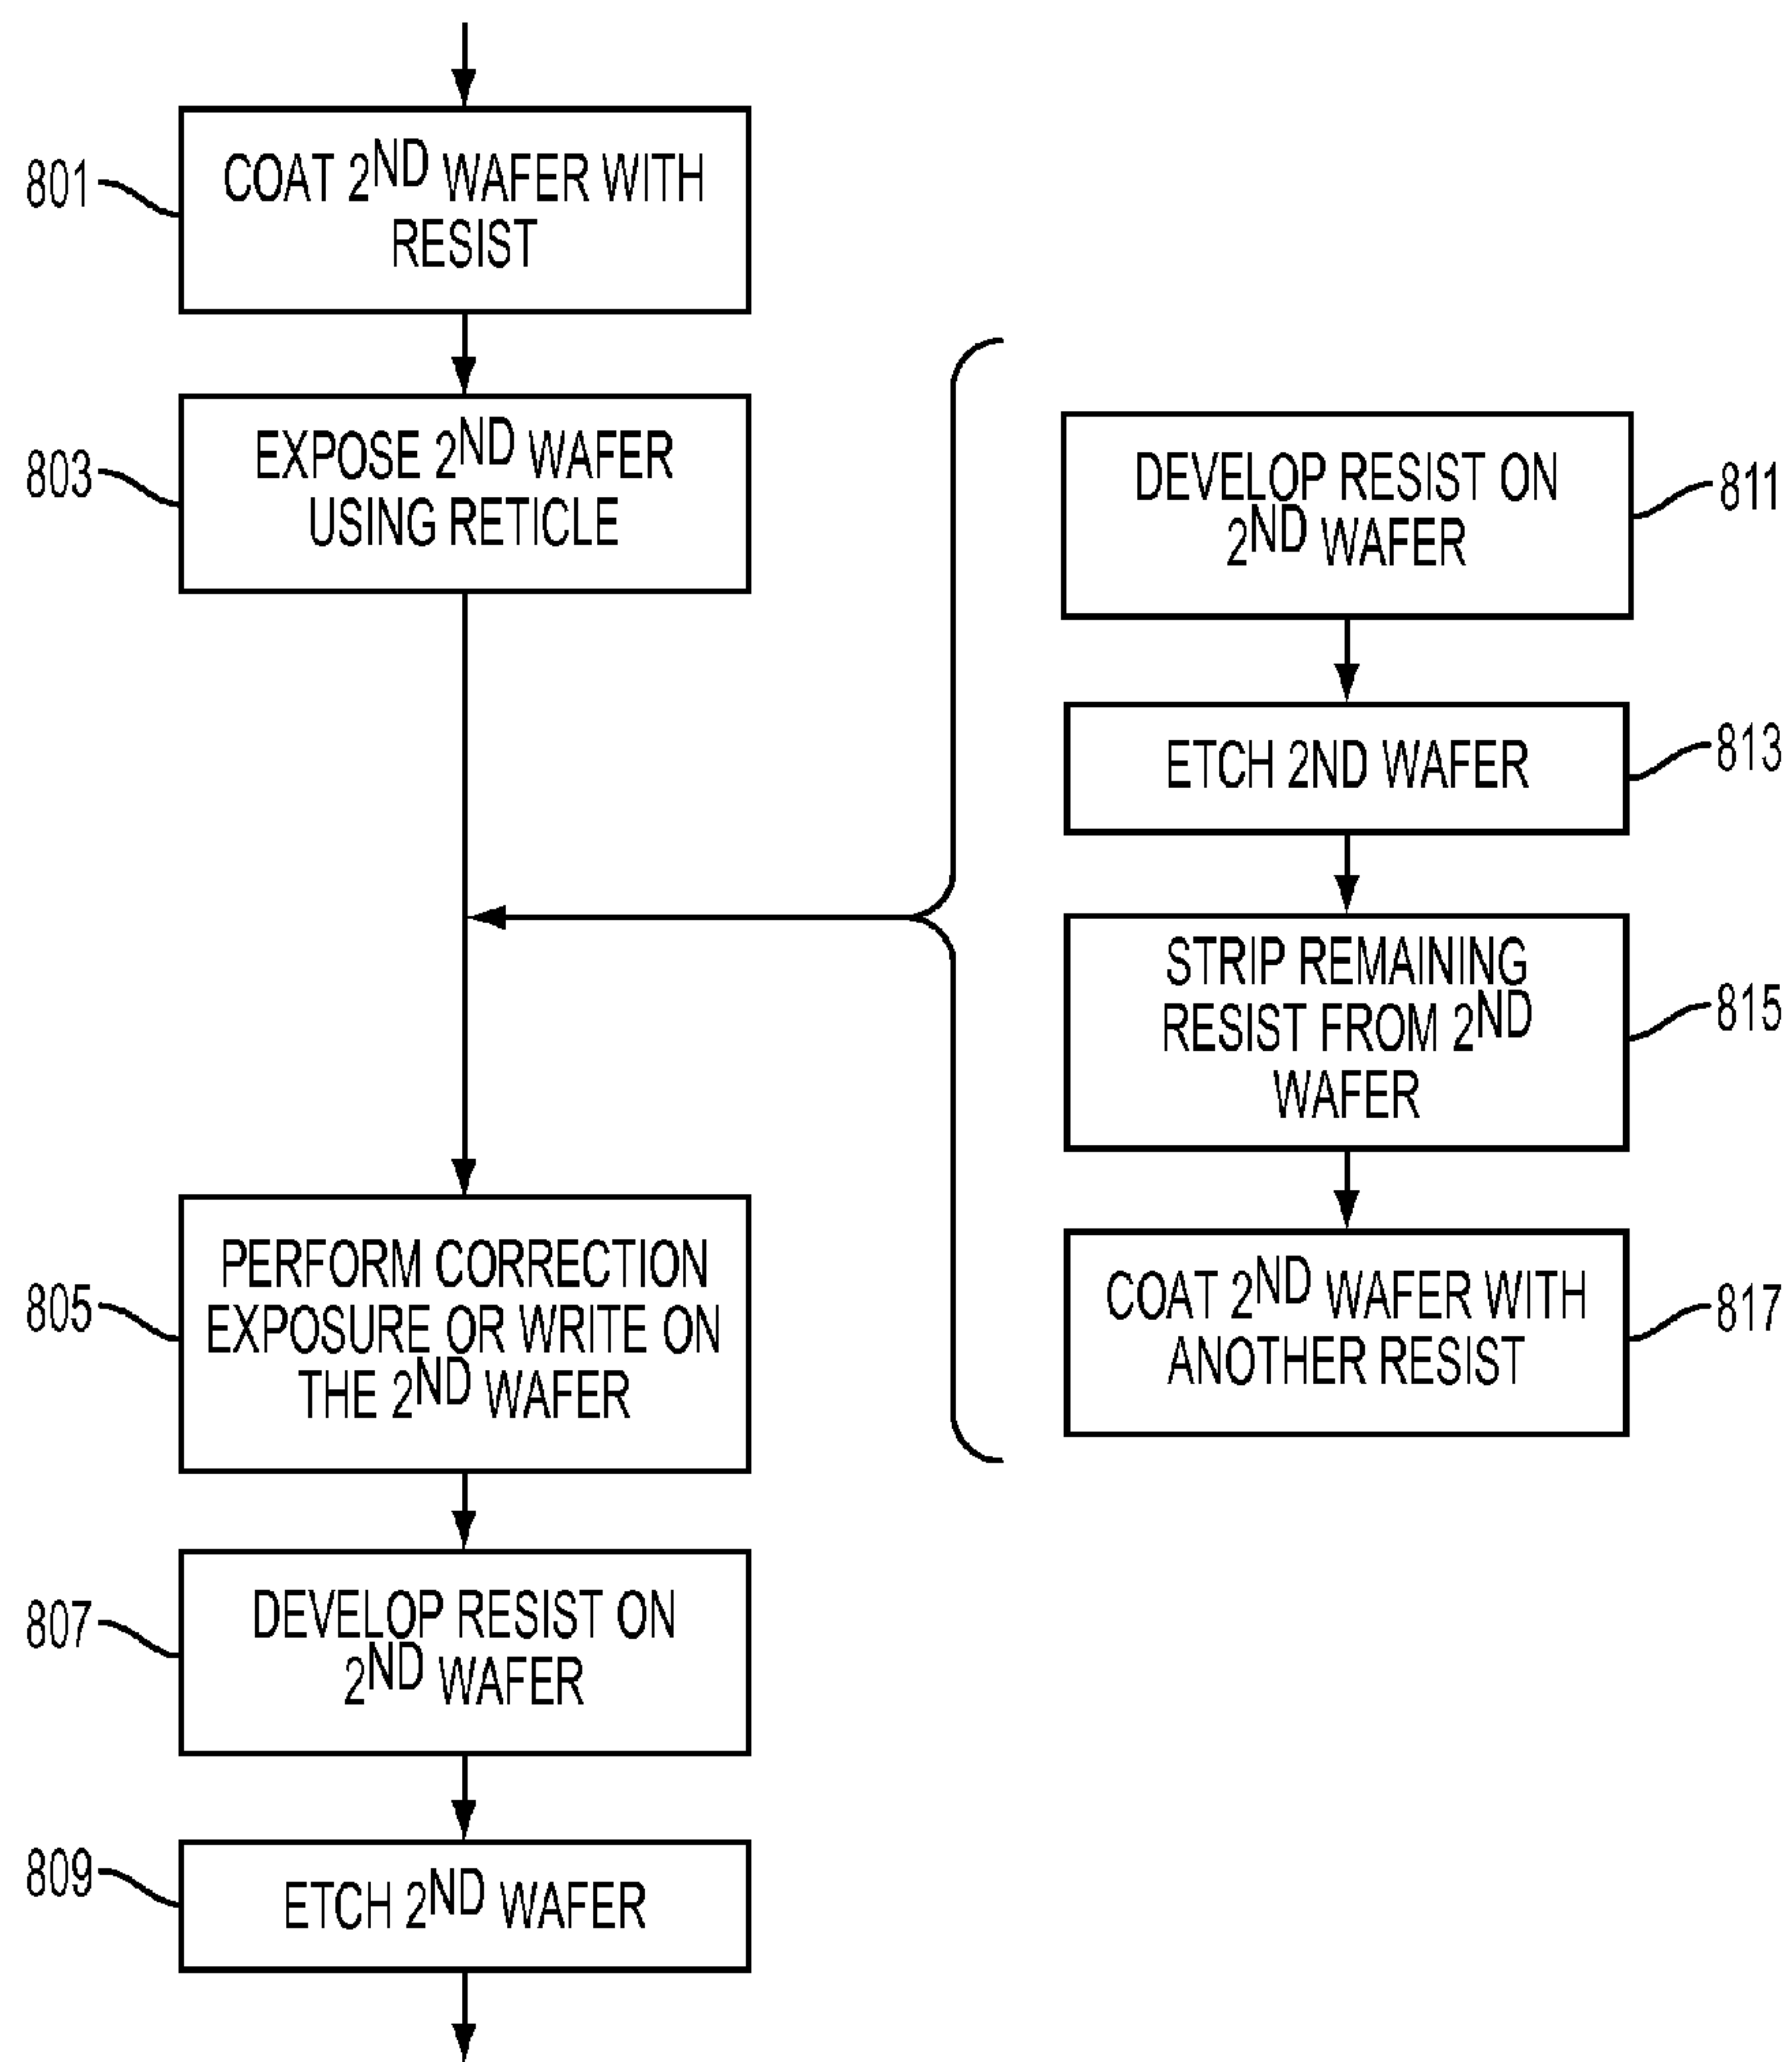 801
COAT 2ND WAFER WITH
RESIST
803
EXPOSE 2ND WAFER
USING RETICLE
805
PERFORM CORRECTION
EXPOSURE OR WRITE ON
THE 2ND WAFER
807
DEVELOP RESIST ON
2ND WAFER
809
ETCH 2ND WAFER
DEVELOP RESIST ON
2ND WAFER
811
ETCH 2ND WAFER
813
STRIP REMAINING
RESIST FROM 2ND
WAFER
815
COAT 2ND WAFER WITH
ANOTHER RESIST
817